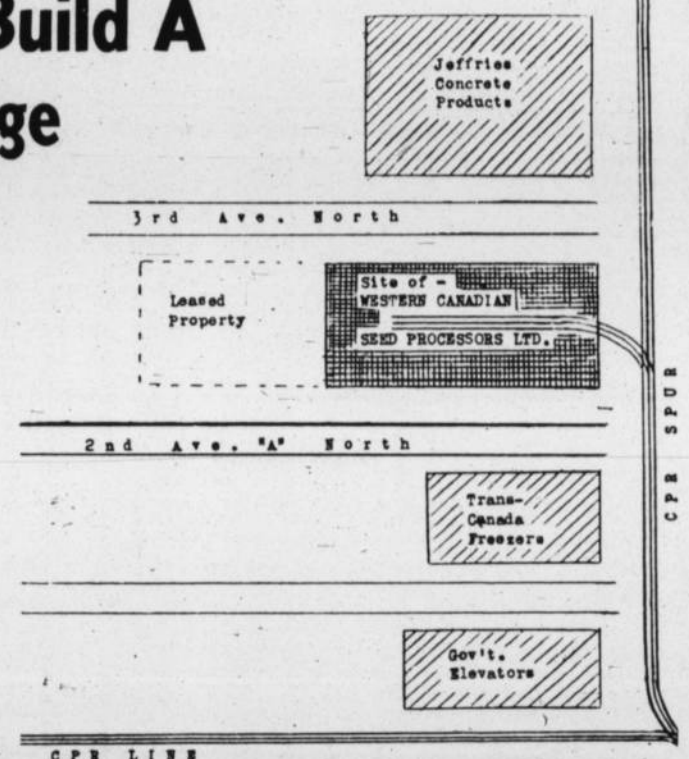 Build A
ge
Jeffries
Concrete
Products
3rd Ave. North
Leased
Property
Site of -
WESTERN CANADIAN
SEED PROCESSORS LTD.
CPR SPUR
2nd Ave. "A" North
Trans-
Canada
Freezers
Gov't.
Elevators
CPR LINE